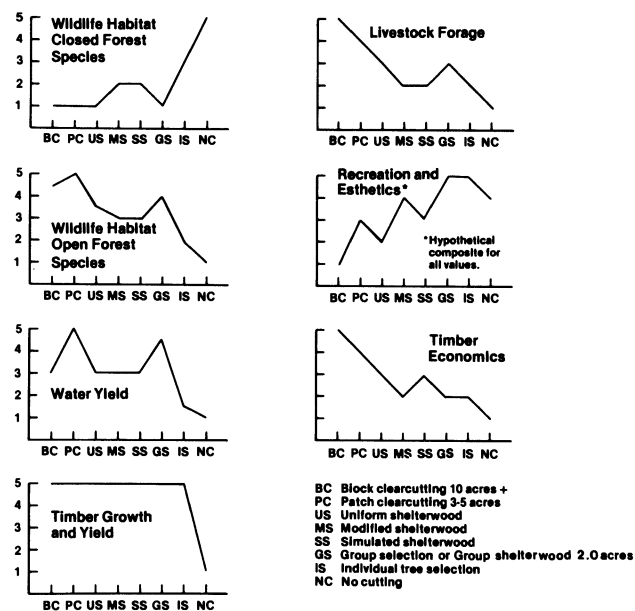 5
4
3
2
1
Wildlife Habitat
Closed Forest
Species
BC PC US MS SS GS IS NC
Livestock Forage
BC PC US MS SS GS IS NC
5
4
3
2
1
Wildlife Habitat
Open Forest
Species
BC PC US MS SS GS IS NC
Recreation and
Esthetics*
*Hypothetical
composite for
all values.
BC PC US MS SS GS IS NC
5
4
3
2
1
Water Yield
BC PC US MS SS GS IS NC
Timber
Economics
BC PC US MS SS GS IS NC
5
4
3
2
1
Timber Growth
and Yield
BC PC US MS SS GS IS NC
BC Block clearcutting 10 acres +
PC Patch clearcutting 3-5 acres
US Uniform shelterwood
MS Modified shelterwood
SS Simulated shelterwood
GS Group selection or Group shelterwood 2.0 acres
IS Individual tree selection
NC No cutting